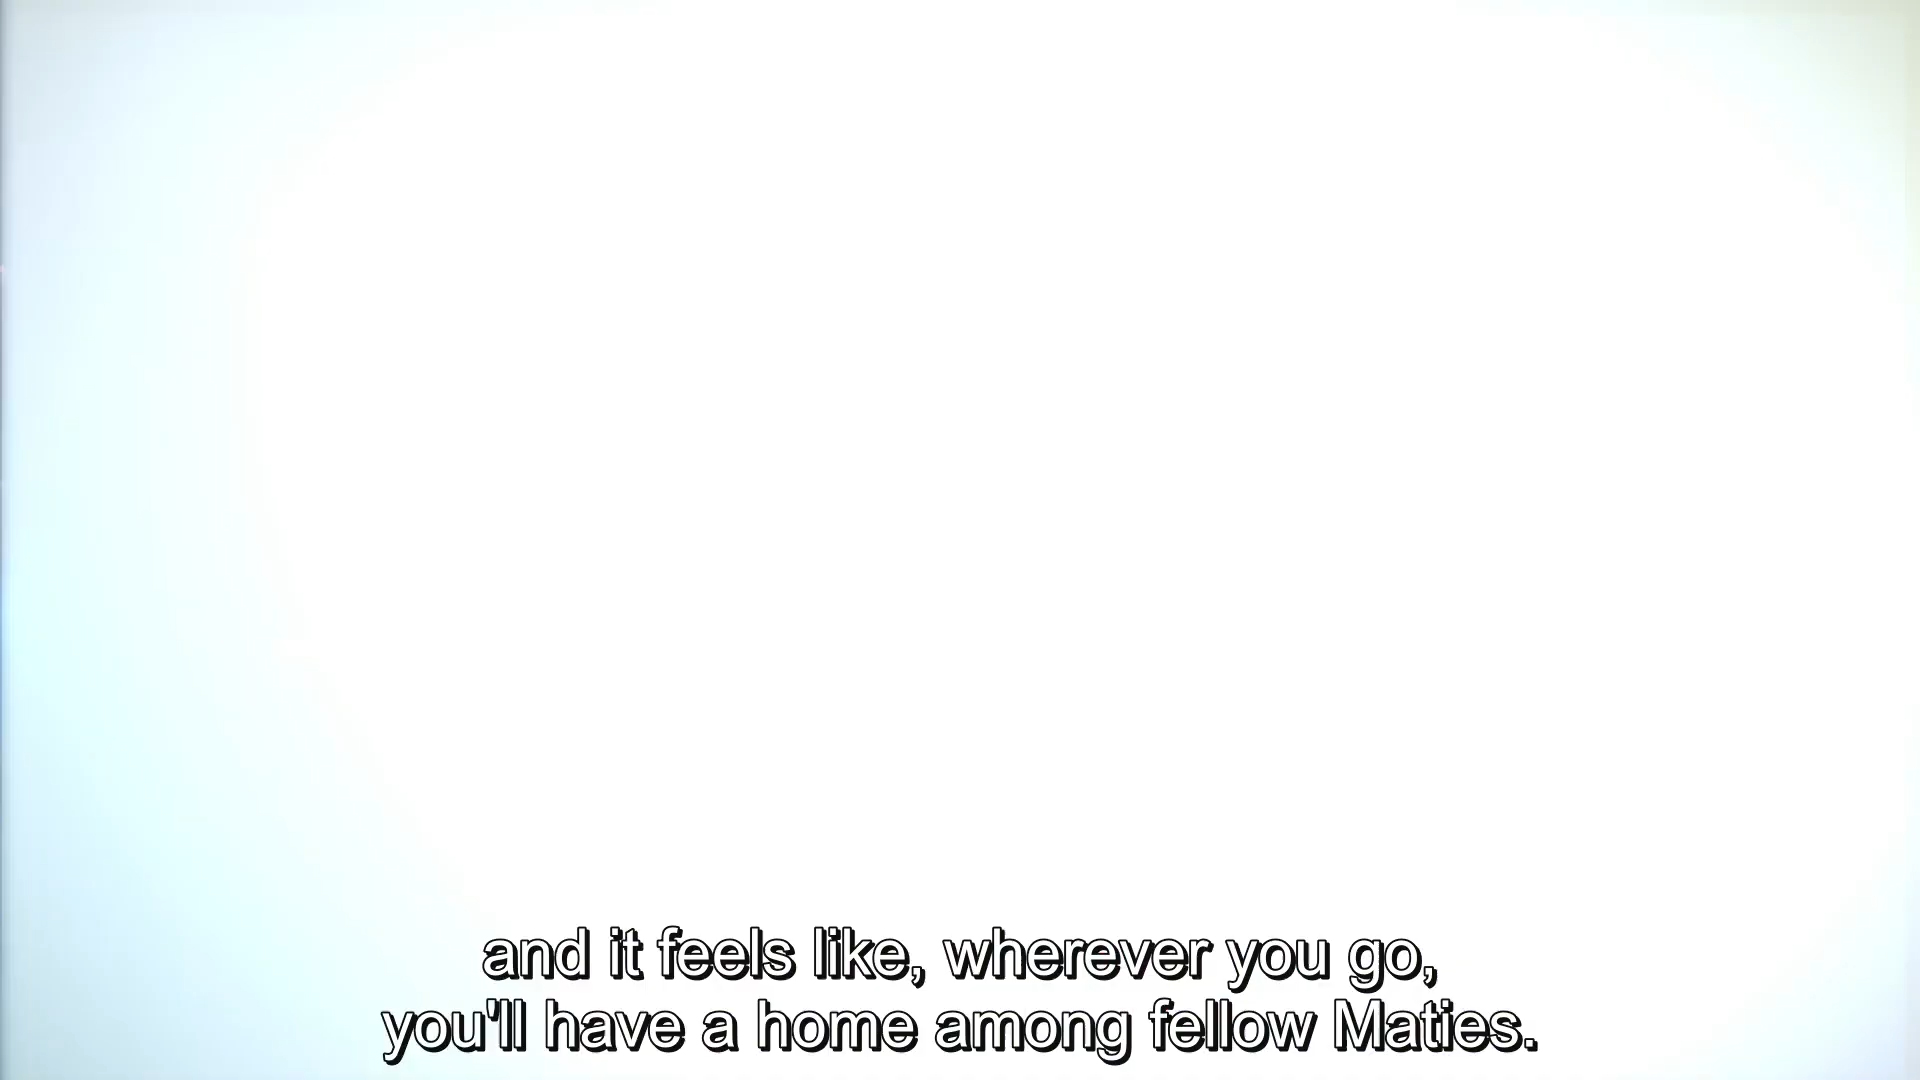 and it feels like, wherever you go,
you'll have a home among fellow Maties.